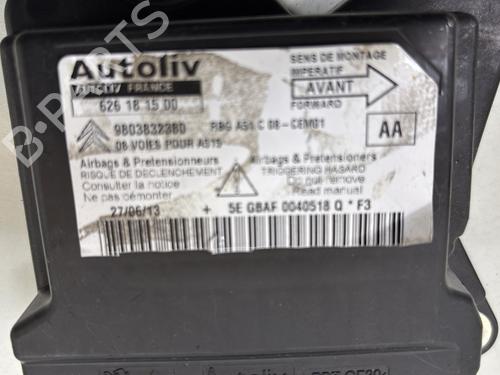 Autoliv
AUTOLIV FRANCE
626 18 15 00
9803832380
08 VOIES POUR A51S
SENS DE MONTAGE
IMPERATIF
AVANT
FORWARD
AA
Airbags & Pretensionneurs
RISQUE DE DECLENCHEMENT
Consulter la notice
Ne pas démonter
Airbags & Pretensioners
TRIGGERING HASARD
Do not remove
Read manual
27/06/13 + 5E GBAF 0040518 Q * F3
B-PARTS